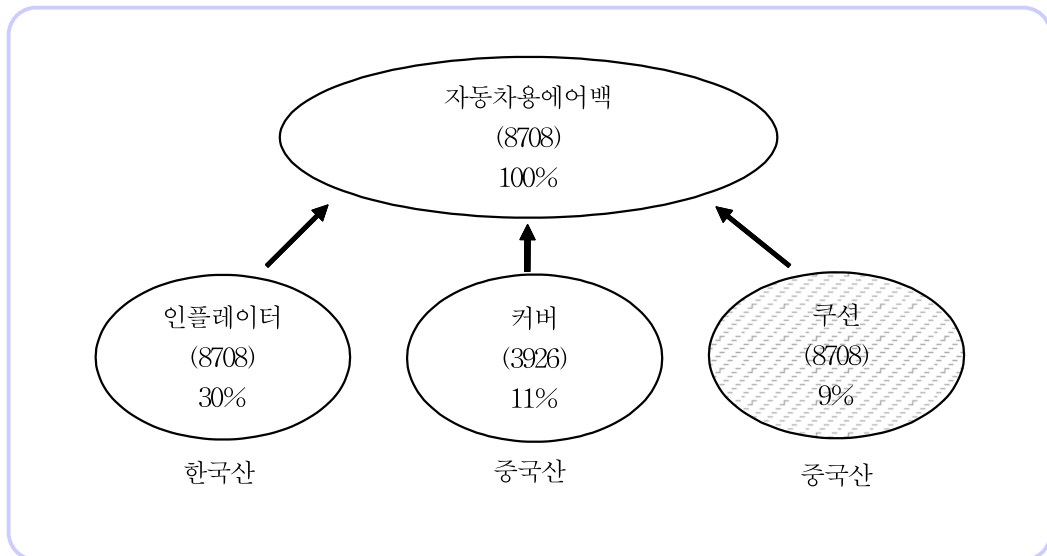 자동차용에어백
(8708)
100%
인플레이터
(8708)
30%
한국산
커버
(3926)
11%
중국산
쿠션
(8708)
9%
중국산